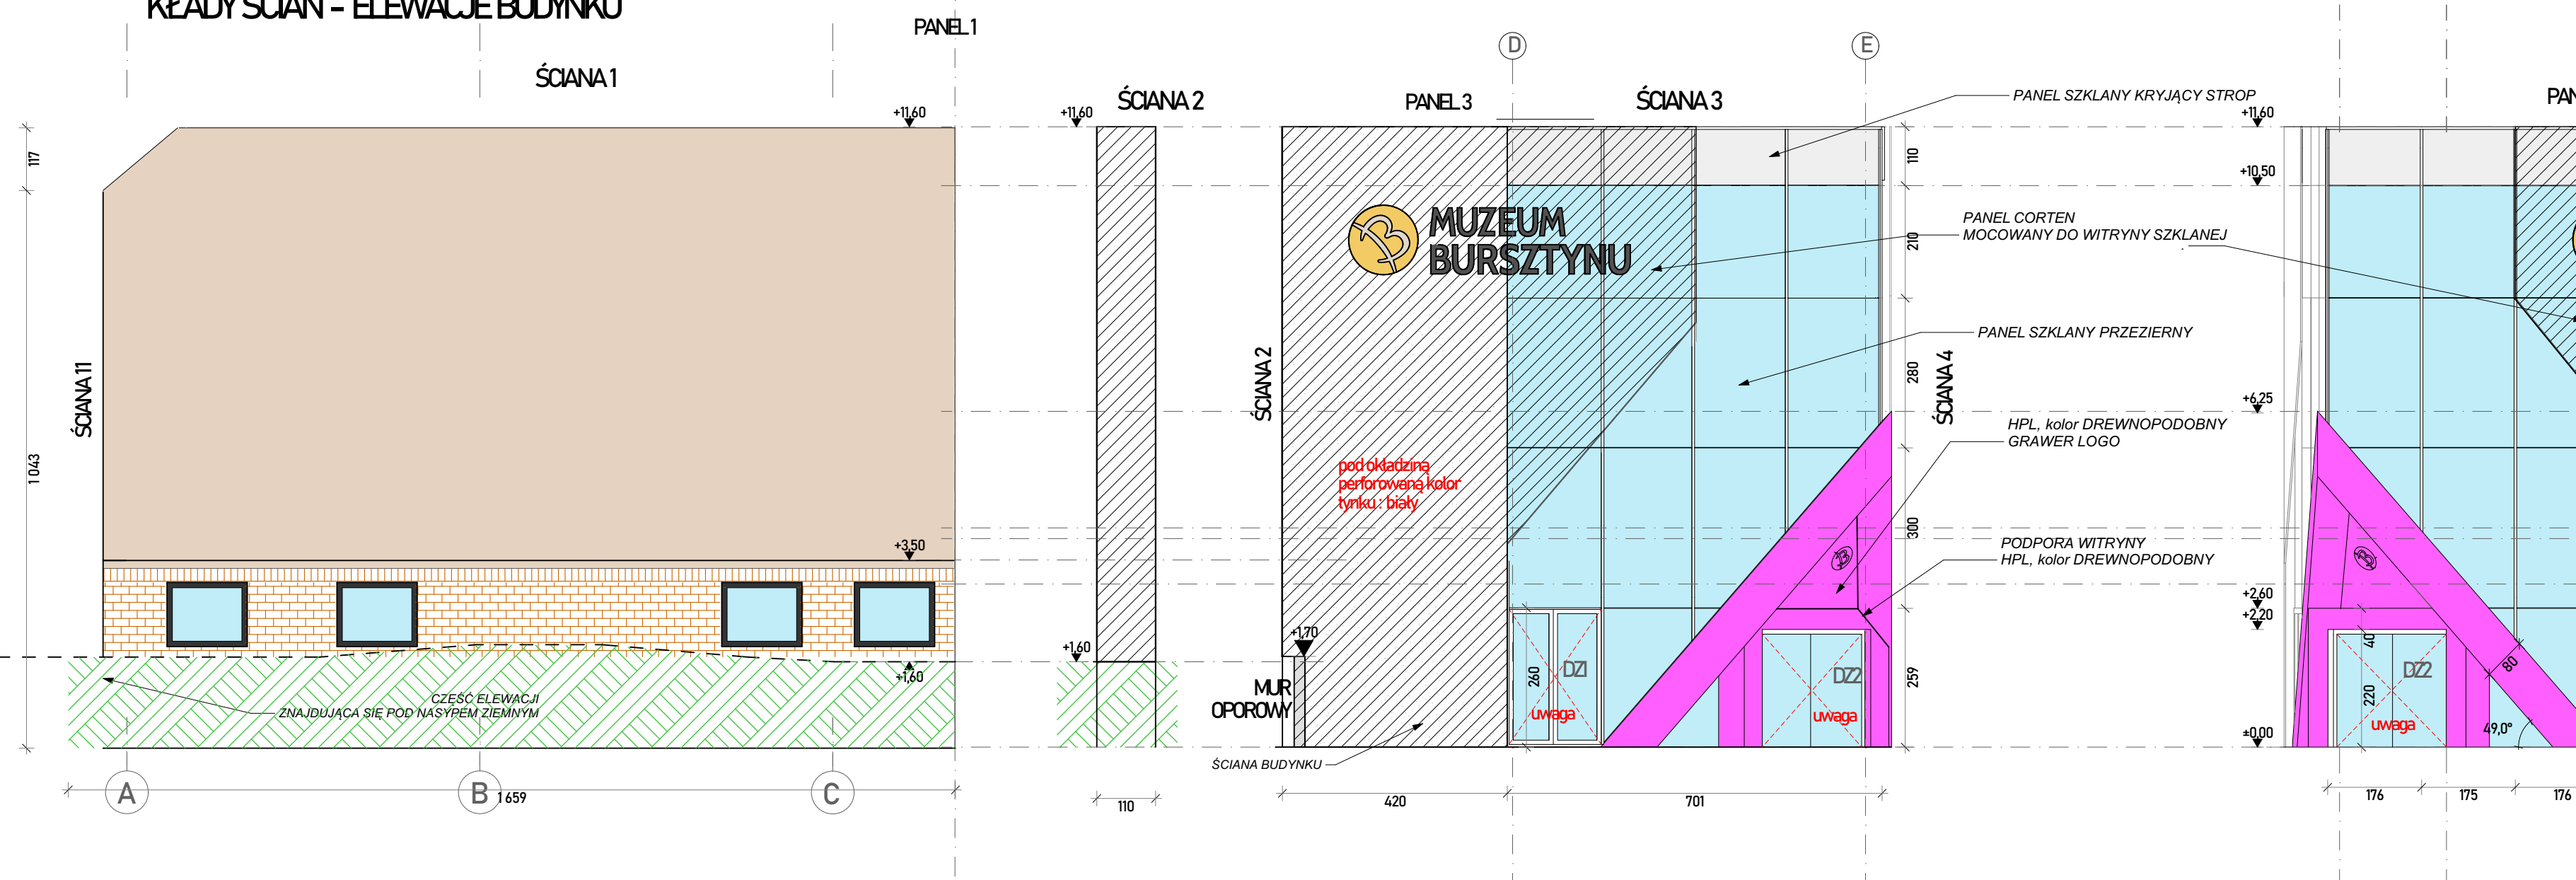 KŁADY ŚCIAN – ELEWACJE BUDYNKU
ŚCIANA 1
PANEL 1
+11,60
117
1 043
ŚCIANA 11
+3,50
+1,60
CZĘŚĆ ELEWACJI
ZNAJDUJĄCA SIĘ POD NASYPEM ZIEMNYM
A
B
C
1 659
ŚCIANA 2
+11,60
+1,60
110
PANEL 3
ŚCIANA 3
D
E
ŚCIANA 2
MUZEUM
BURSZTYNU
pod okładziną
perforowaną kolor
tynku : biały
+1,70
MUR
OPOROWY
ŚCIANA BUDYNKU
260
DZ1
uwaga
DZ2
uwaga
420
701
110
210
280
300
259
ŚCIANA 4
PANEL SZKLANY KRYJĄCY STROP
PANEL CORTEN
MOCOWANY DO WITRYNY SZKLANEJ
PANEL SZKLANY PRZEZIERNY
HPL, kolor DREWNOPODOBNY
GRAWER LOGO
PODPORA WITRYNY
HPL, kolor DREWNOPODOBNY
+11,60
+10,50
+6,25
+2,60
+2,20
±0,00
PAN
40
220
DZ2
uwaga
80
49,0°
176
175
176